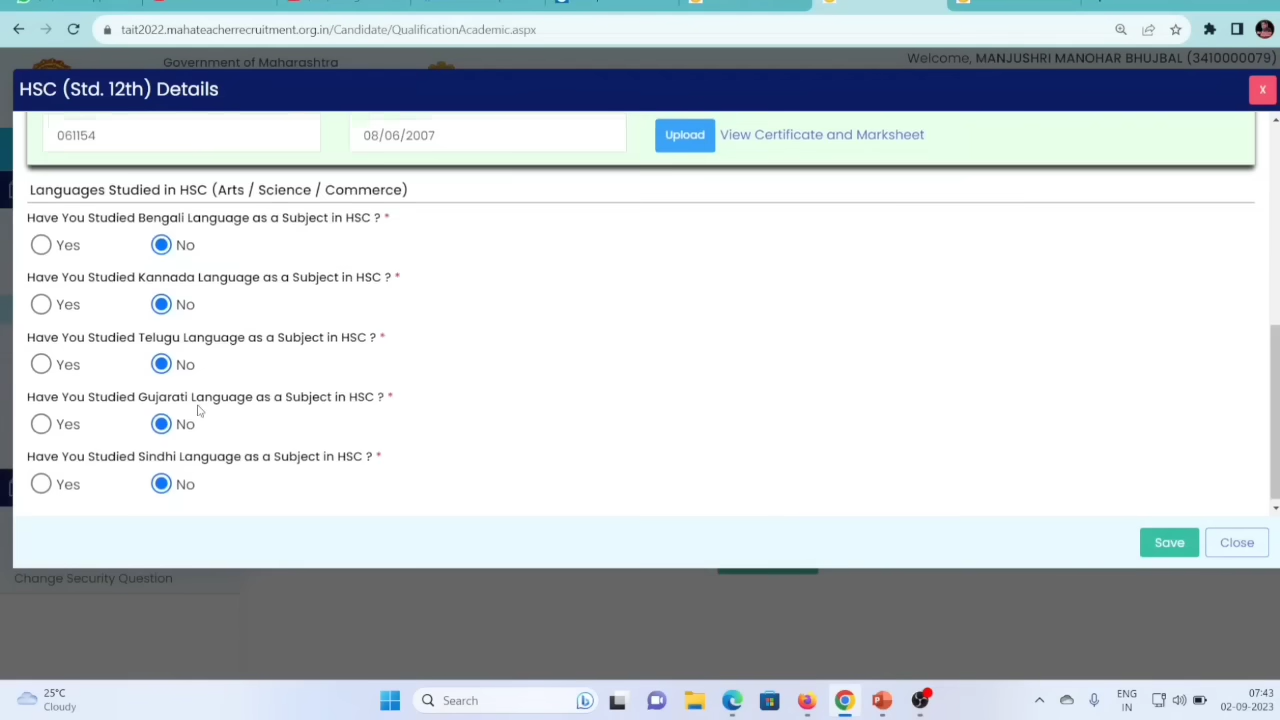 tait2022.mahateacherrecruitment.org.in/Candidate/QualificationAcademic.aspx
Government of Maharashtra
Welcome, MANJUSHRI MANOHAR BHUJBAL (3410000079)
HSC (Std. 12th) Details
X
061154
08/06/2007
Upload
View Certificate and Marksheet
Languages Studied in HSC (Arts / Science / Commerce)
Have You Studied Bengali Language as a Subject in HSC ? *
Yes
No
Have You Studied Kannada Language as a Subject in HSC ? *
Yes
No
Have You Studied Telugu Language as a Subject in HSC ? *
Yes
No
Have You Studied Gujarati Language as a Subject in HSC ? *
Yes
No
Have You Studied Sindhi Language as a Subject in HSC ? *
Yes
No
Save
Close
Change Security Question
25°C
Cloudy
Search
ENG
IN
07:43
02-09-2023